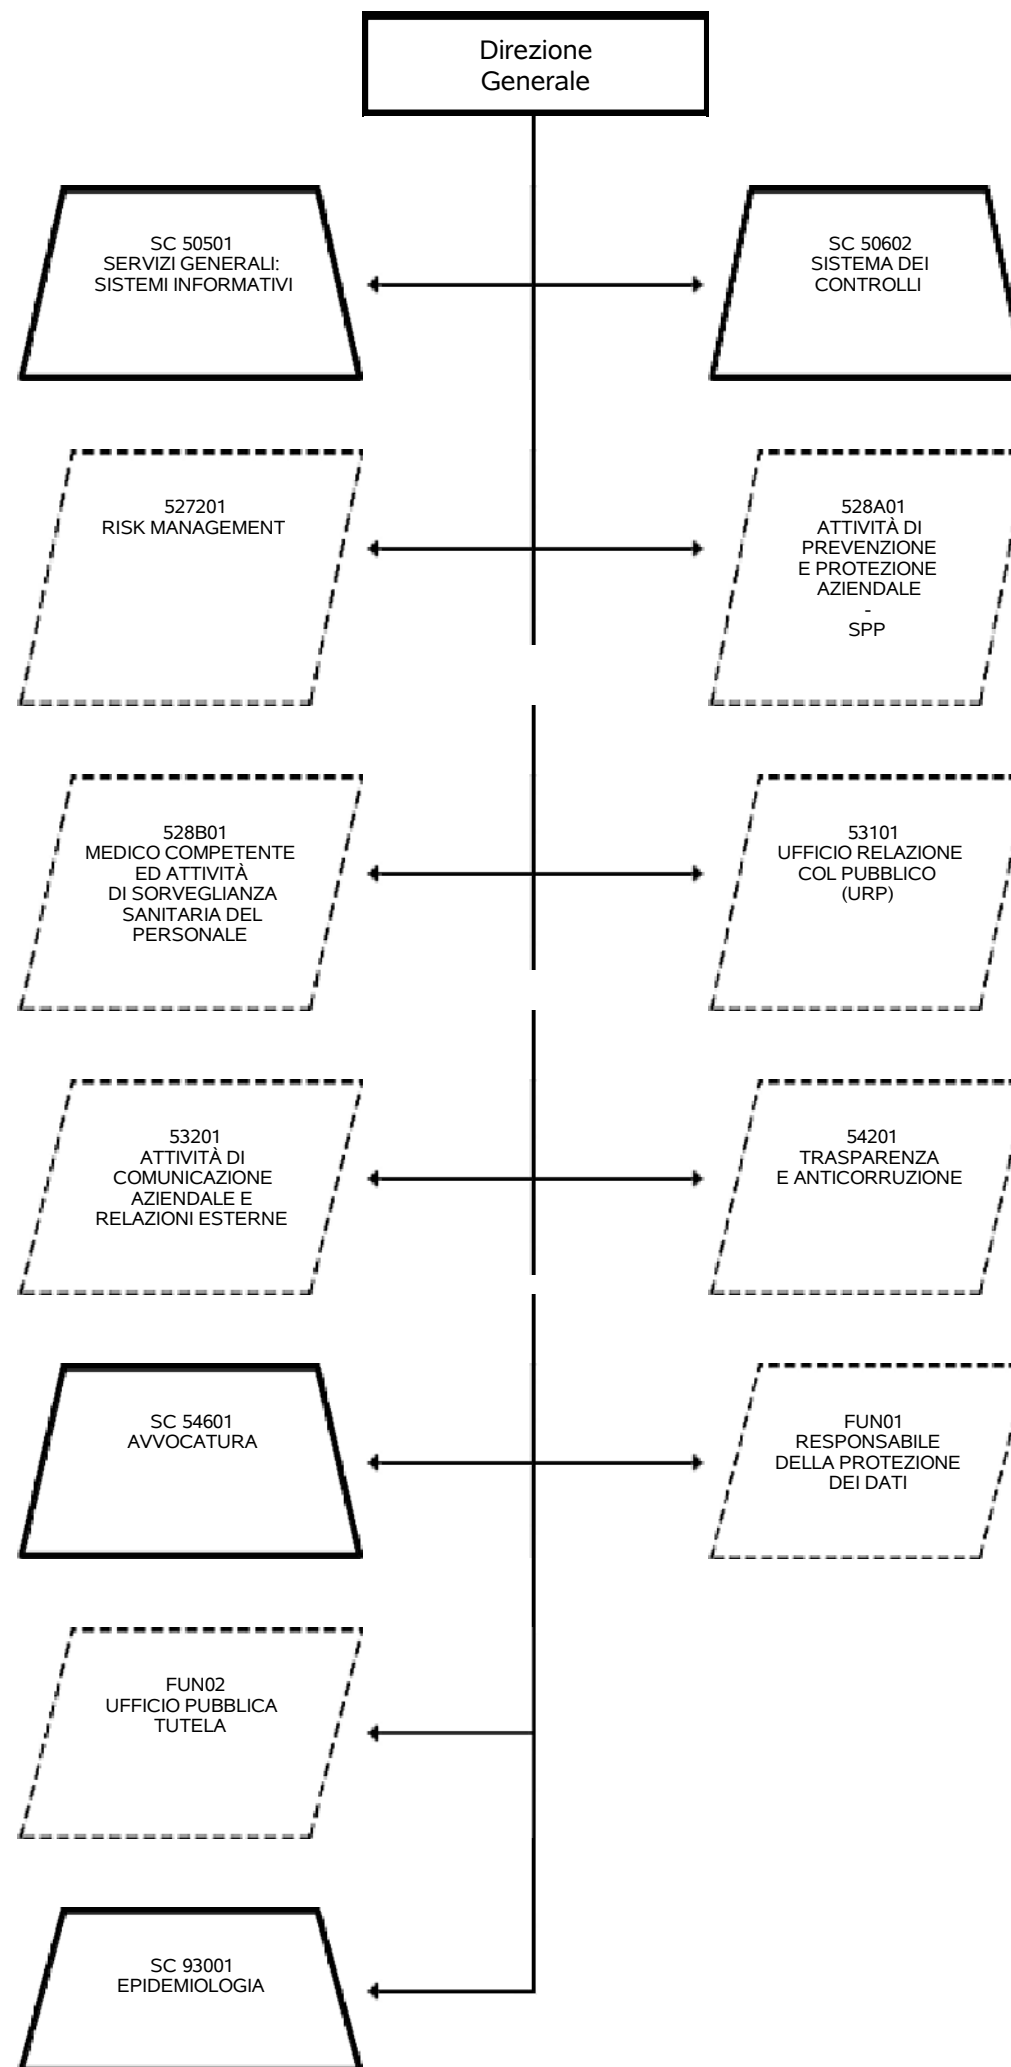 Direzione
Generale
SC 50501
SERVIZI GENERALI:
SISTEMI INFORMATIVI
SC 50602
SISTEMA DEI
CONTROLLI
527201
RISK MANAGEMENT
528A01
ATTIVITÀ DI
PREVENZIONE
E PROTEZIONE
AZIENDALE
-
SPP
528B01
MEDICO COMPETENTE
ED ATTIVITÀ
DI SORVEGLIANZA
SANITARIA DEL
PERSONALE
53101
UFFICIO RELAZIONE
COL PUBBLICO
(URP)
53201
ATTIVITÀ DI
COMUNICAZIONE
AZIENDALE E
RELAZIONI ESTERNE
54201
TRASPARENZA
E ANTICORRUZIONE
SC 54601
AVVOCATURA
FUN01
RESPONSABILE
DELLA PROTEZIONE
DEI DATI
FUN02
UFFICIO PUBBLICA
TUTELA
SC 93001
EPIDEMIOLOGIA